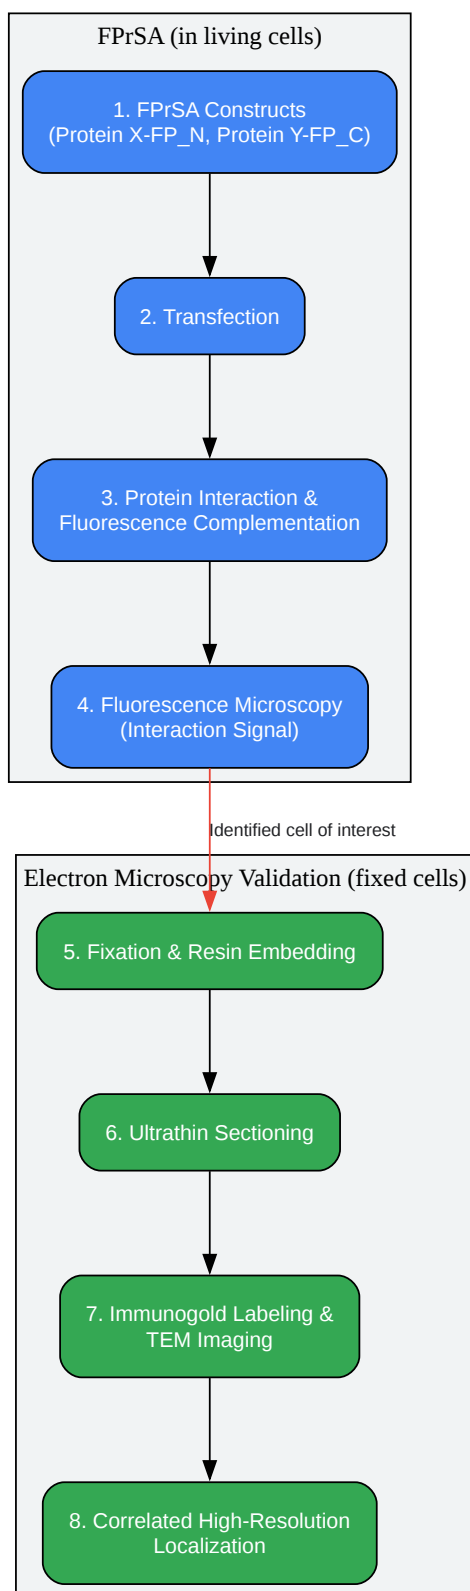 FPrSA (in living cells)
1. FPrSA Constructs
(Protein X-FP_N, Protein Y-FP_C)
2. Transfection
3. Protein Interaction &
Fluorescence Complementation
4. Fluorescence Microscopy
(Interaction Signal)
Identified cell of interest
Electron Microscopy Validation (fixed cells)
5. Fixation & Resin Embedding
6. Ultrathin Sectioning
7. Immunogold Labeling &
TEM Imaging
8. Correlated High-Resolution
Localization